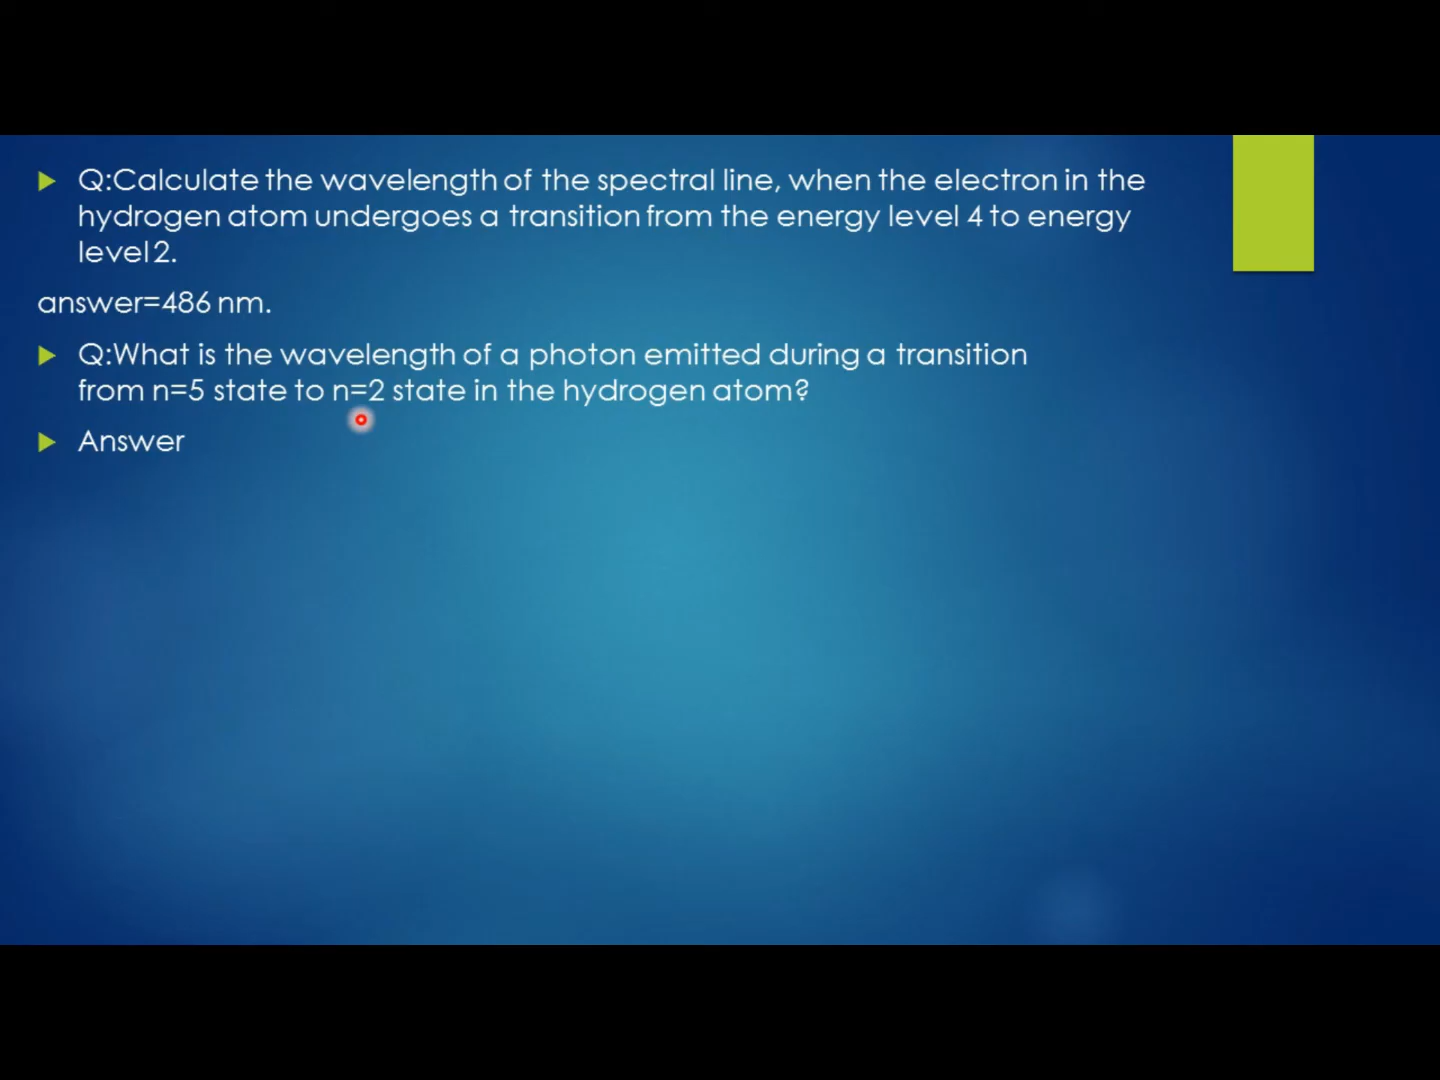 Q:Calculate the wavelength of the spectral line, when the electron in the
hydrogen atom undergoes a transition from the energy level 4 to energy
level 2.
answer=486 nm.
Q:What is the wavelength of a photon emitted during a transition
from n=5 state to n=2 state in the hydrogen atom?
Answer